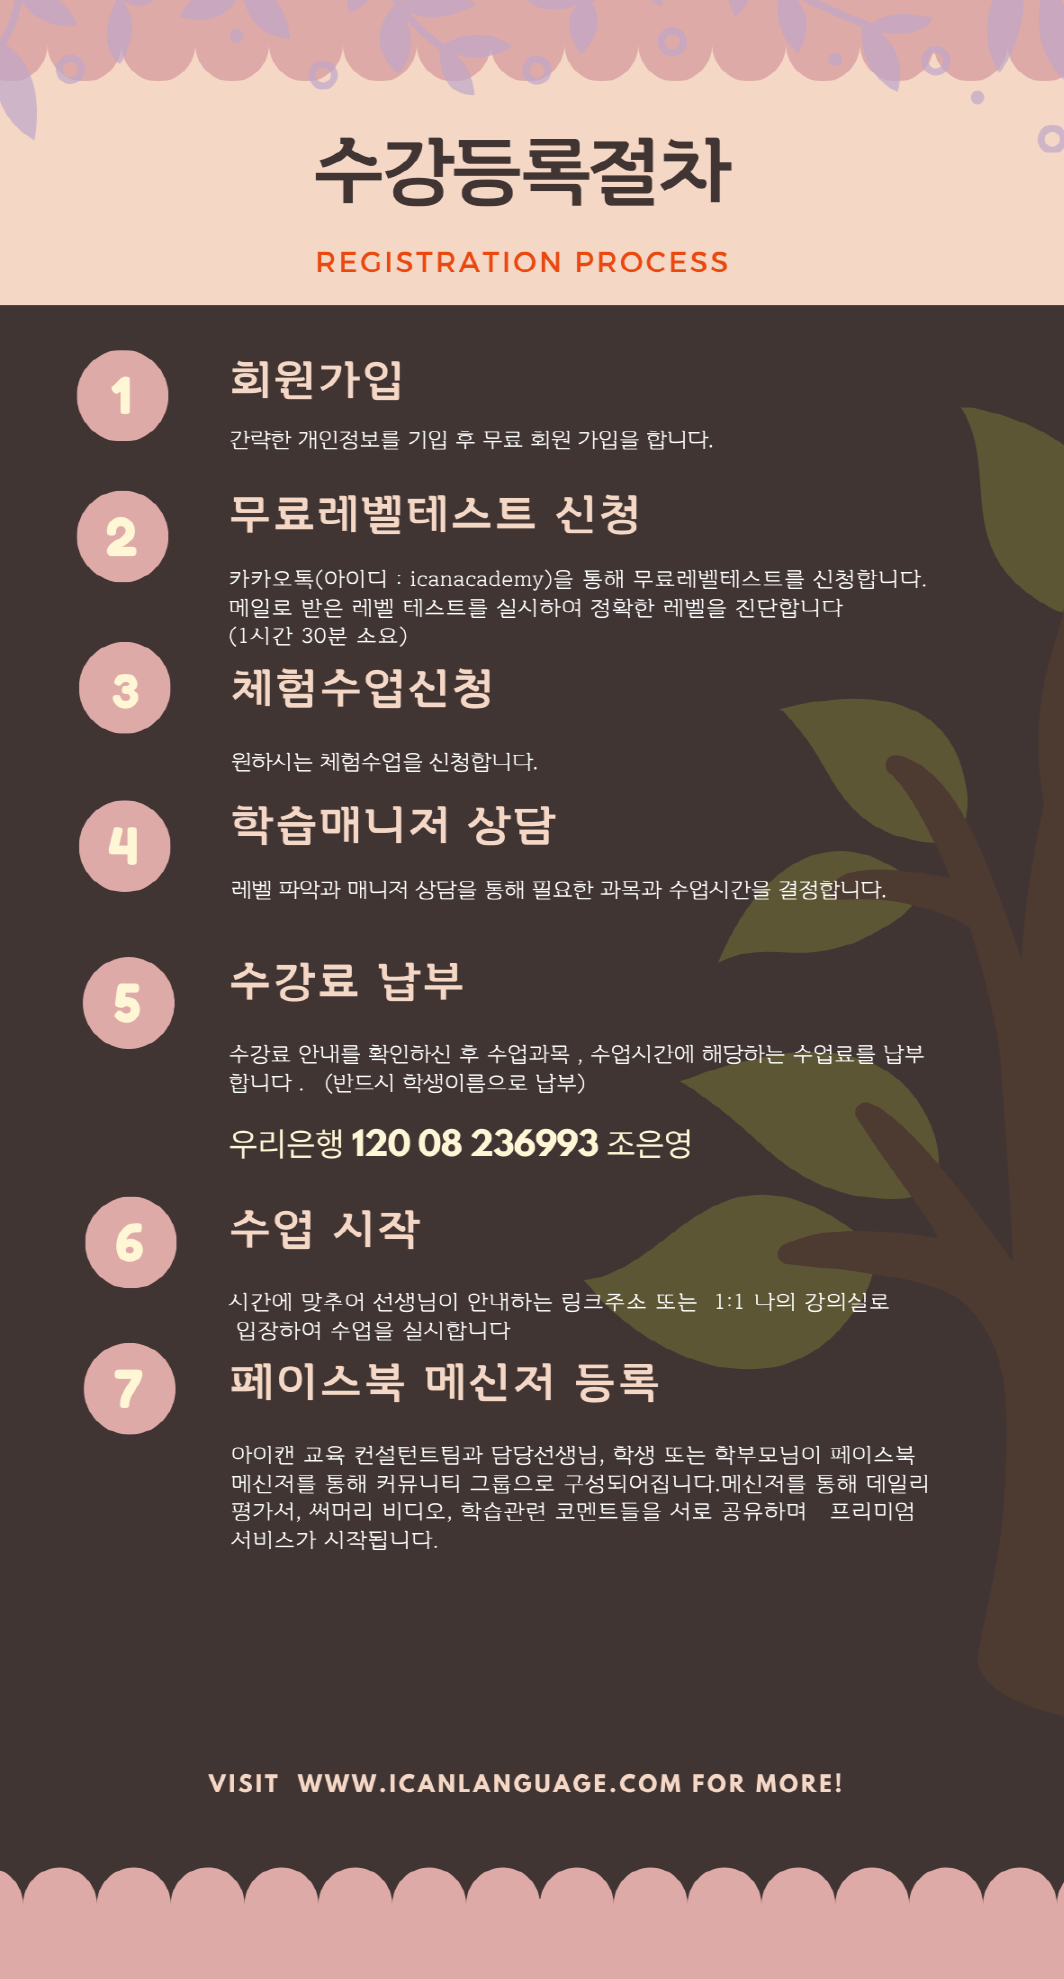 수강등록절차
REGISTRATION PROCESS
1
회원가입
간략한 개인정보를 기입 후 무료 회원 가입을 합니다.
2
무료레벨테스트 신청
카카오톡(아이디 : icanacademy)을 통해 무료레벨테스트를 신청합니다.
메일로 받은 레벨 테스트를 실시하여 정확한 레벨을 진단합니다
(1시간 30분 소요)
3
체험수업신청
원하시는 체험수업을 신청합니다.
4
학습매니저 상담
레벨 파악과 매니저 상담을 통해 필요한 과목과 수업시간을 결정합니다.
5
수강료 납부
수강료 안내를 확인하신 후 수업과목 , 수업시간에 해당하는 수업료를 납부
합니다 . (반드시 학생이름으로 납부)
우리은행 120 08 236993 조은영
6
수업 시작
시간에 맞추어 선생님이 안내하는 링크주소 또는 1:1 나의 강의실로
입장하여 수업을 실시합니다
7
페이스북 메신저 등록
아이캔 교육 컨설턴트팀과 담당선생님, 학생 또는 학부모님이 페이스북
메신저를 통해 커뮤니티 그룹으로 구성되어집니다.메신저를 통해 데일리
평가서, 써머리 비디오, 학습관련 코멘트들을 서로 공유하며 프리미엄
서비스가 시작됩니다.
VISIT WWW.ICANLANGUAGE.COM FOR MORE!